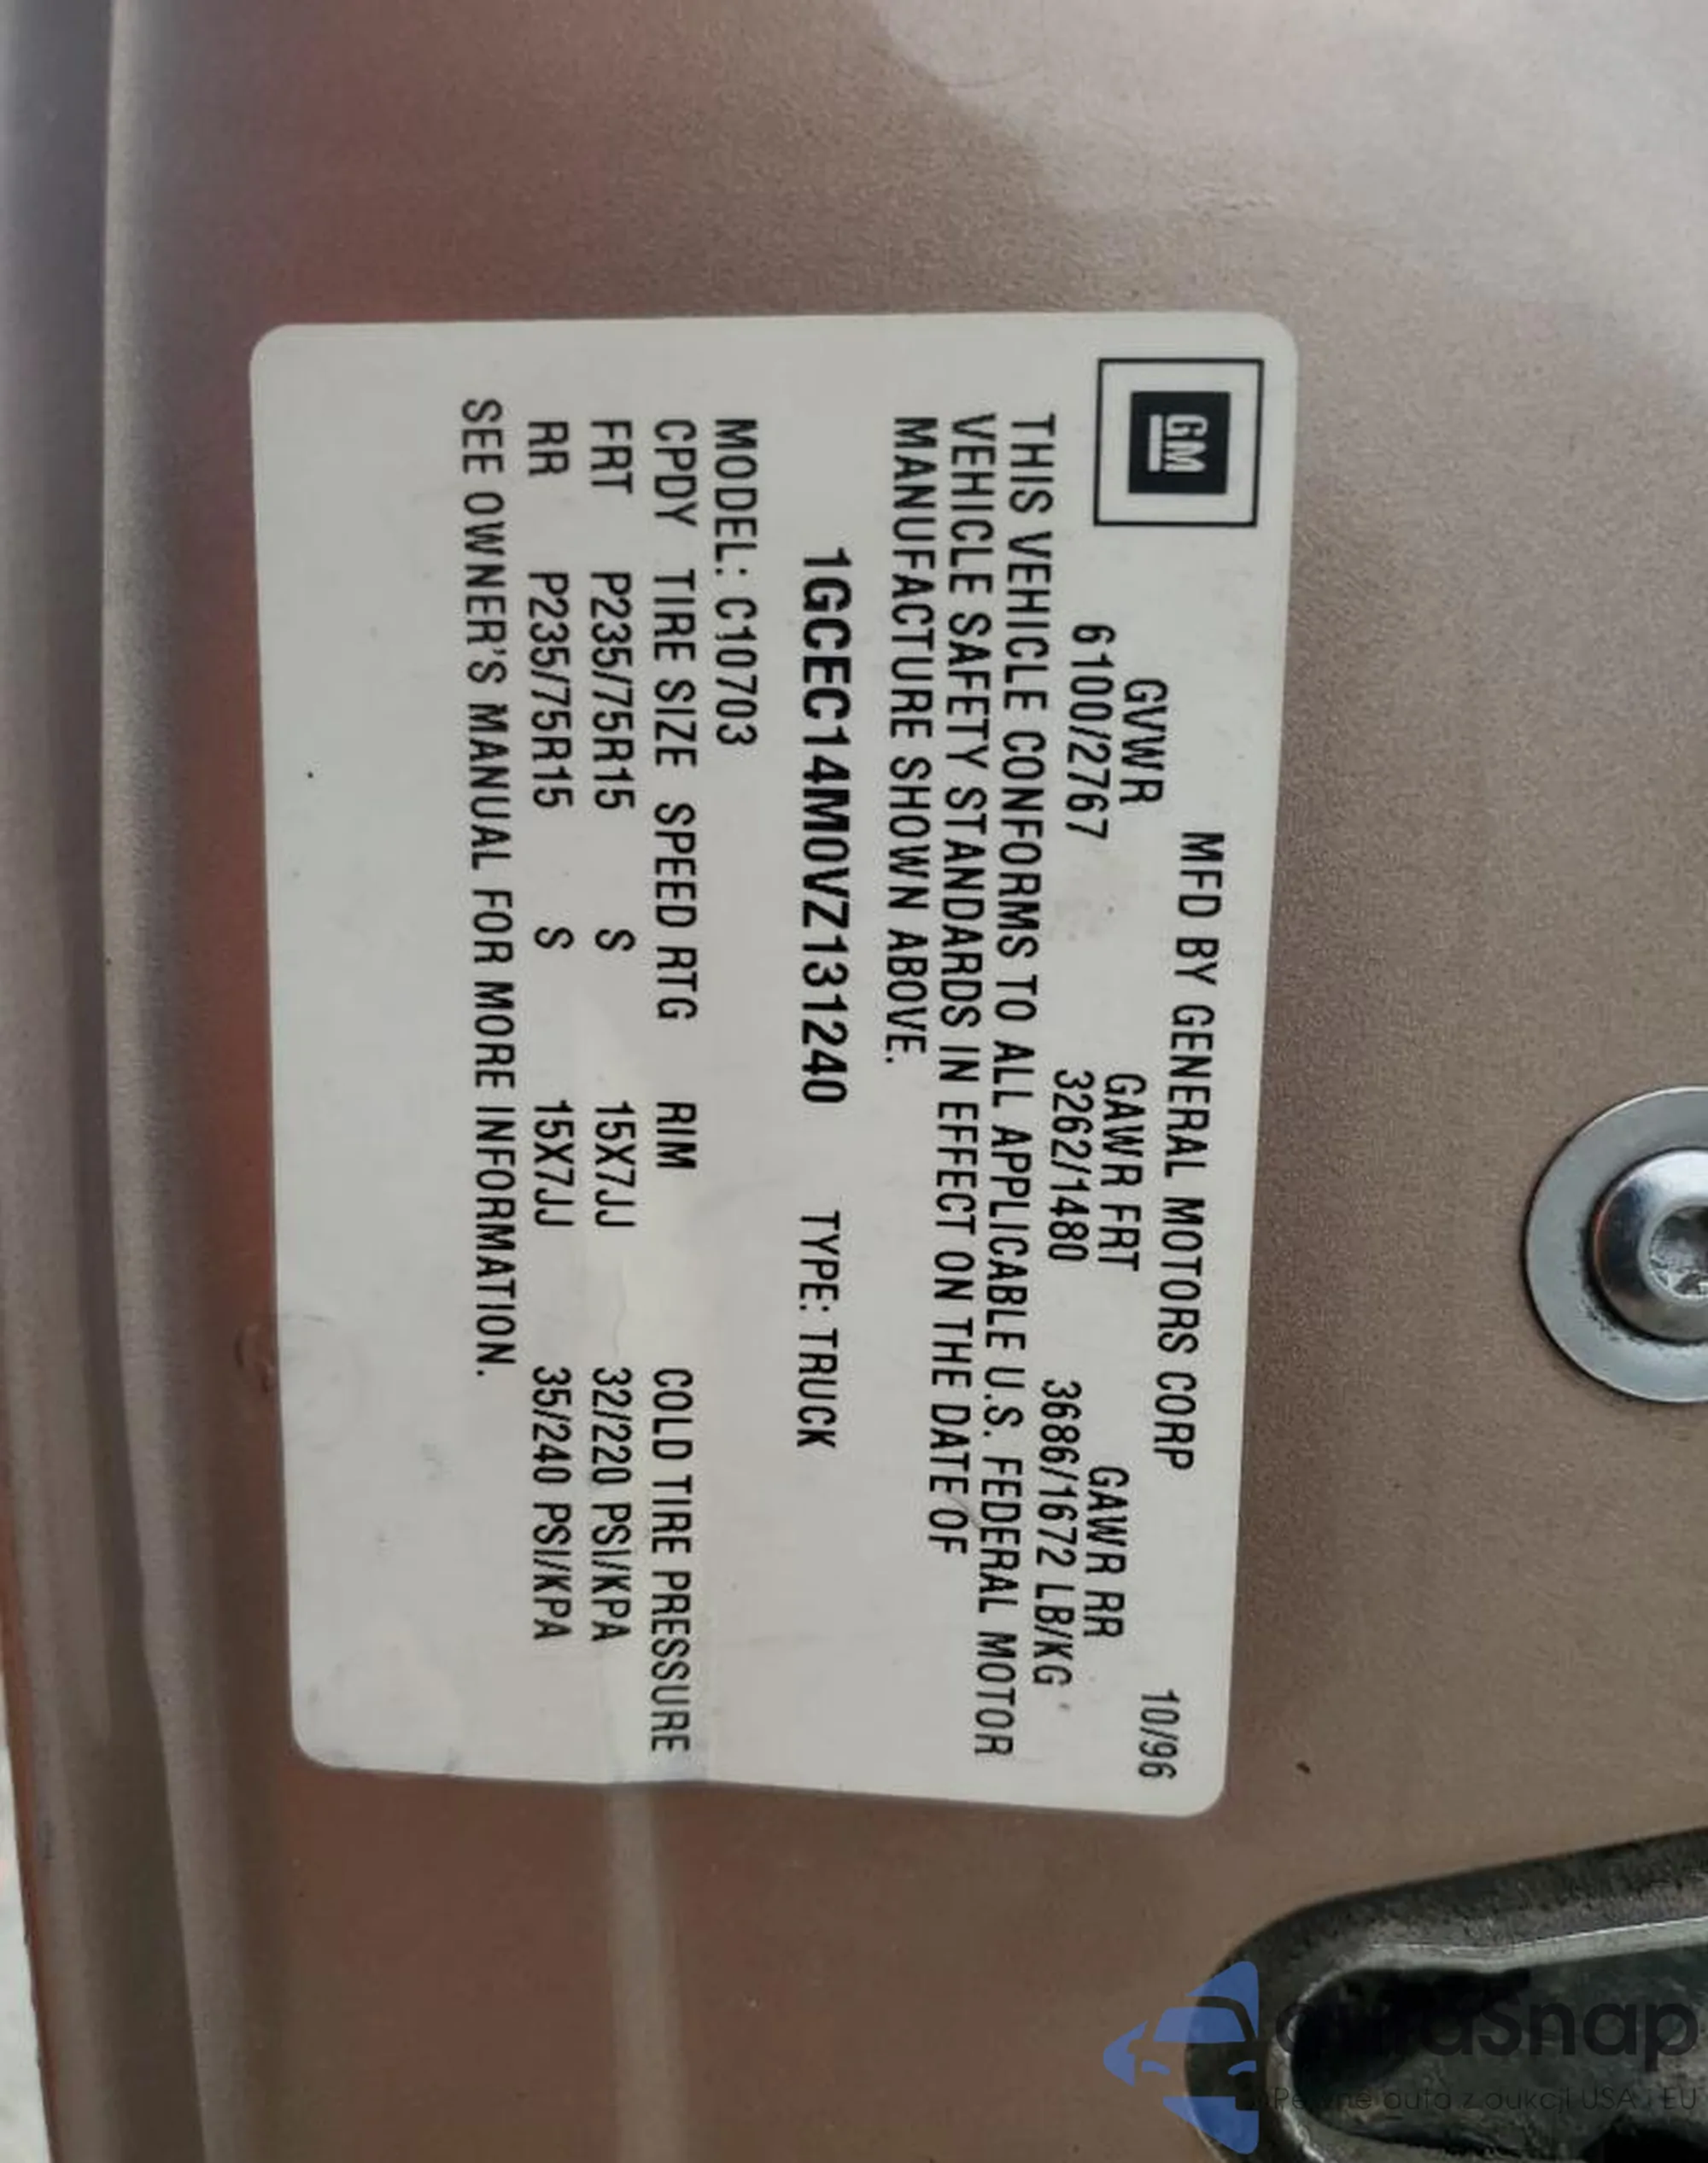 GM
MFD BY GENERAL MOTORS CORP 10/96
GVWR GAWR FRT GAWR RR
6100/2767 3262/1480 3686/1672 LB/KG
THIS VEHICLE CONFORMS TO ALL APPLICABLE U.S. FEDERAL MOTOR
VEHICLE SAFETY STANDARDS IN EFFECT ON THE DATE OF
MANUFACTURE SHOWN ABOVE.
1GCEC14M0VZ131240 TYPE: TRUCK
MODEL: C10703
CPDY TIRE SIZE SPEED RTG RIM COLD TIRE PRESSURE
FRT P235/75R15 S 15X7JJ 32/220 PSI/KPA
RR P235/75R15 S 15X7JJ 35/240 PSI/KPA
SEE OWNER'S MANUAL FOR MORE INFORMATION.
auto z aukcji USA i EU